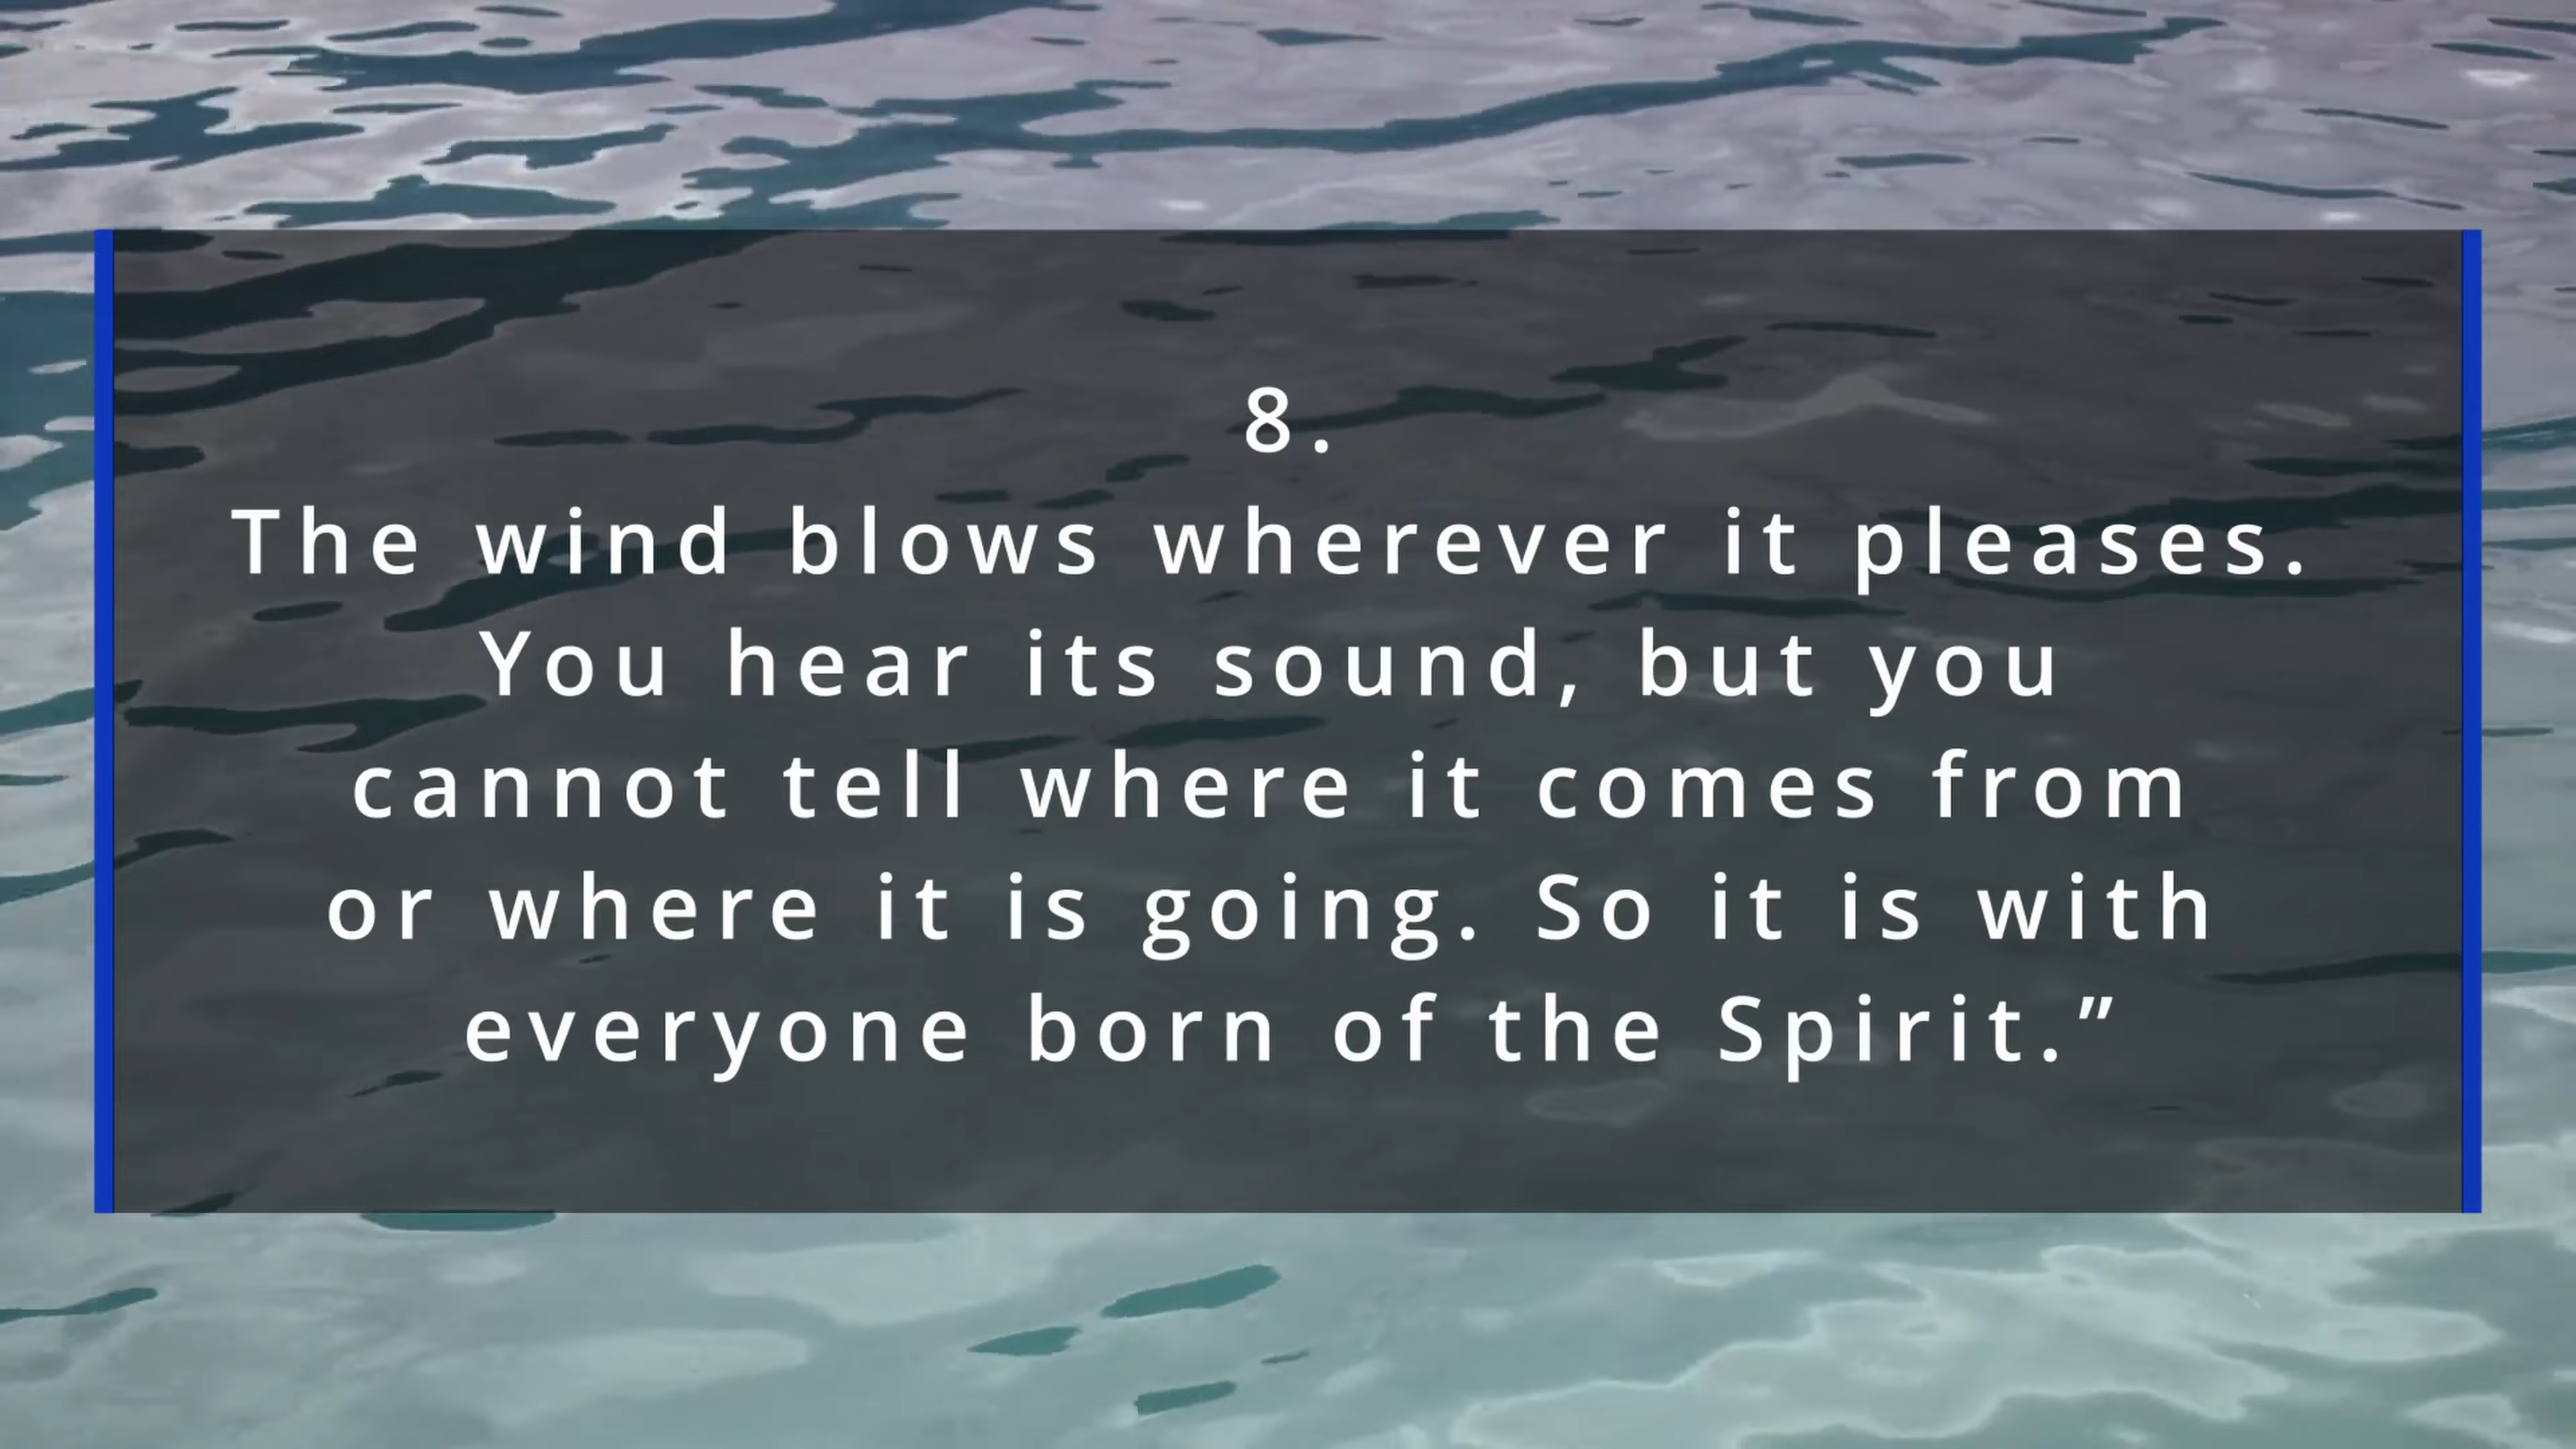 8.
The wind blows wherever it pleases.
You hear its sound, but you
cannot tell where it comes from
or where it is going. So it is with
everyone born of the Spirit.”